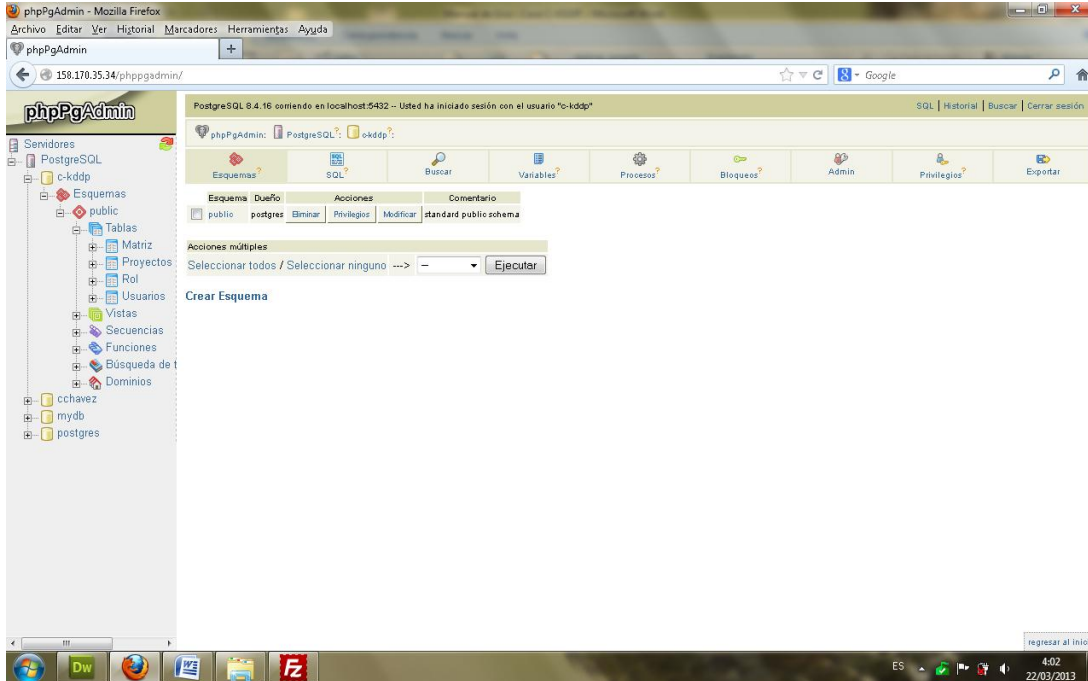 phpPgAdmin - Mozilla Firefox
Archivo Editar Ver Historial Marcadores Herramientas Ayuda
phpPgAdmin
158.170.35.34/phppgadmin/
Google
phpPgAdmin
PostgreSQL 8.4.16 corriendo en localhost:5432 -- Usted ha iniciado sesión con el usuario "c-kddp"
SQL | Historial | Buscar | Cerrar sesión
phpPgAdmin: PostgreSQL?: c-kddp?:
Esquemas? SQL? Buscar Variables? Procesos? Bloqueos? Admin Privilegios? Exportar
Servidores
PostgreSQL
c-kddp
Esquemas
public
Tablas
Matriz
Proyectos
Rol
Usuarios
Vistas
Secuencias
Funciones
Búsqueda de t
Dominios
cchavez
mydb
postgres
Esquema Dueño Acciones Comentario
public postgres Eliminar Privilegios Modificar standard public schema
Acciones múltiples
Seleccionar todos / Seleccionar ninguno ---> -- Ejecutar
Crear Esquema
regresar al inic
Dw
Fz
ES
4:02
22/03/2013